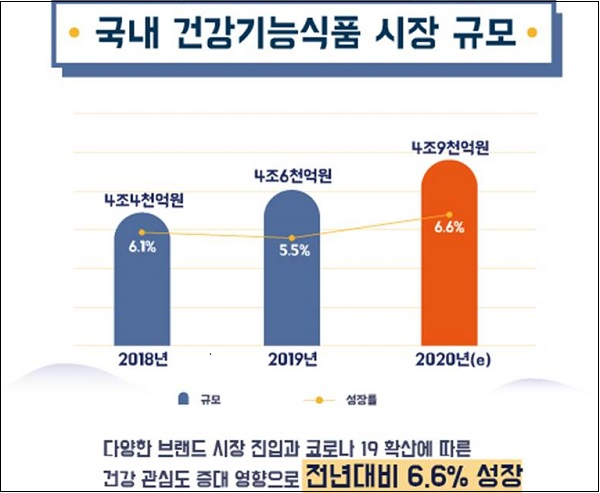 국내 건강기능식품 시장 규모
4조4천억원
4조6천억원
4조9천억원
6.1%
5.5%
6.6%
2018년
2019년
2020년(e)
규모
성장률
다양한 브랜드 시장 진입과 코로나 19 확산에 따른
건강 관심도 증대 영향으로 전년대비 6.6% 성장